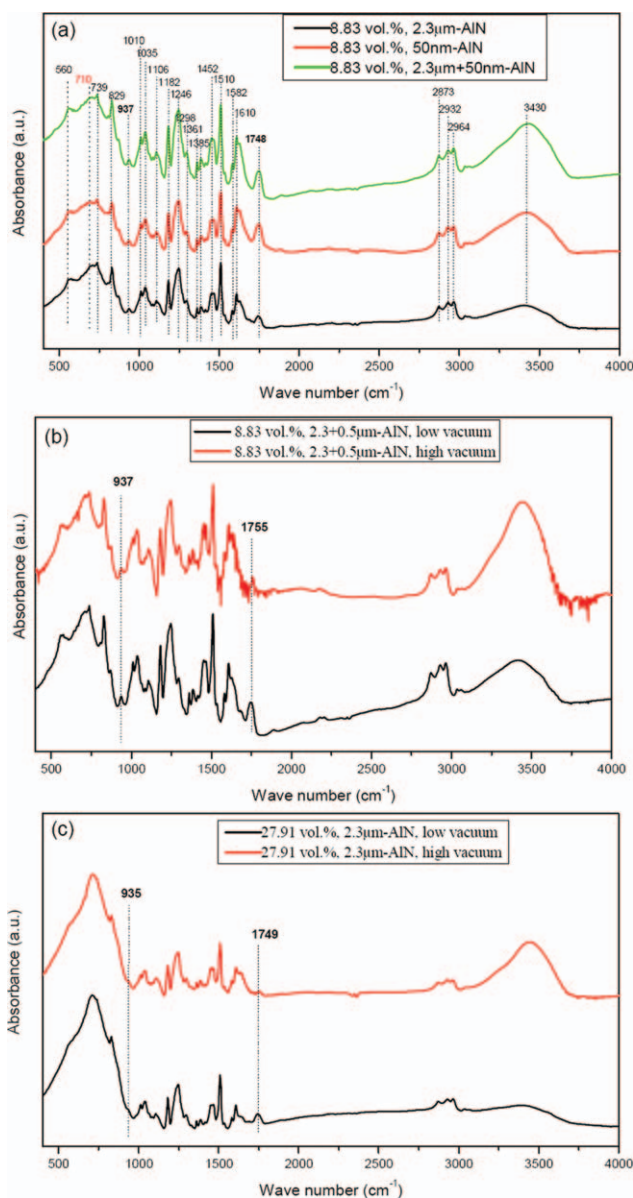 (a)
8.83 vol.%, 2.3μm-AlN
8.83 vol.%, 50nm-AlN
8.83 vol.%, 2.3μm+50nm-AlN
560
710
739
829
937
1010
1035
1106
1182
1246
1298
1361
1385
1452
1510
1582
1610
1748
2873
2932
2964
3430
Absorbance (a.u.)
500 1000 1500 2000 2500 3000 3500 4000
Wave number (cm⁻¹)
(b)
8.83 vol.%, 2.3+0.5μm-AlN, low vacuum
8.83 vol.%, 2.3+0.5μm-AlN, high vacuum
937
1755
Absorbance (a.u.)
500 1000 1500 2000 2500 3000 3500 4000
Wave number (cm⁻¹)
(c)
27.91 vol.%, 2.3μm-AlN, low vacuum
27.91 vol.%, 2.3μm-AlN, high vacuum
935
1749
Absorbance (a.u.)
500 1000 1500 2000 2500 3000 3500 4000
Wave number (cm⁻¹)